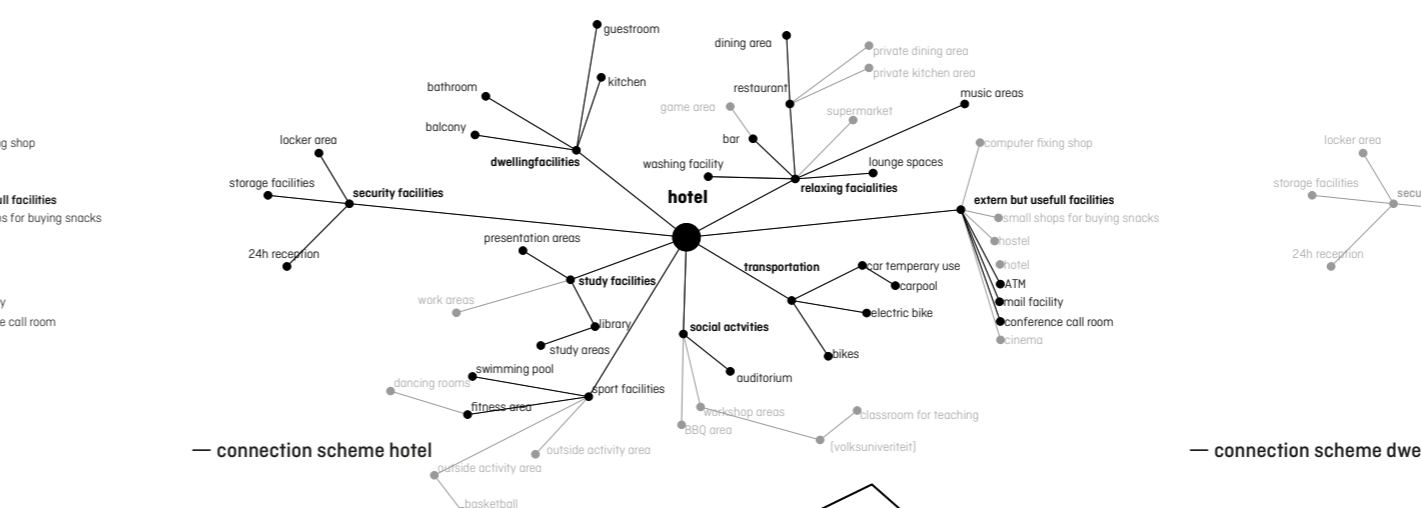 guestroom
dining area
private dining area
private kitchen area
kitchen
bathroom
restaurant
music areas
game area
supermarket
balcony
bar
computer fixing shop
ng shop
locker area
locker area
dwellingfacilities
washing facility
lounge spaces
storage facilities
security facilities
hotel
relaxing facialities
extern but usefull facilities
storage facilities
secu
ull facilities
ps for buying snacks
small shops for buying snacks
presentation areas
hostel
24h reception
24h reception
transportation
car temperary use
hotel
study facilities
carpool
ATM
work areas
mail facility
y
electric bike
conference call room
e call room
library
social actvities
cinema
study areas
bikes
swimming pool
auditorium
dancing rooms
sport facilities
fitness area
workshop areas
classroom for teaching
BBQ area
(volksuniveriteit)
— connection scheme hotel
outside activity area
— connection scheme dwe
outside activity area
basketball